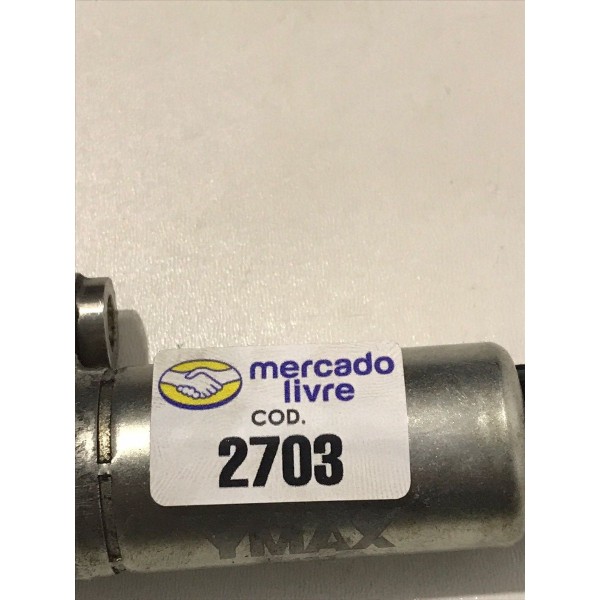 mercado
livre
COD.
2703
YMAX